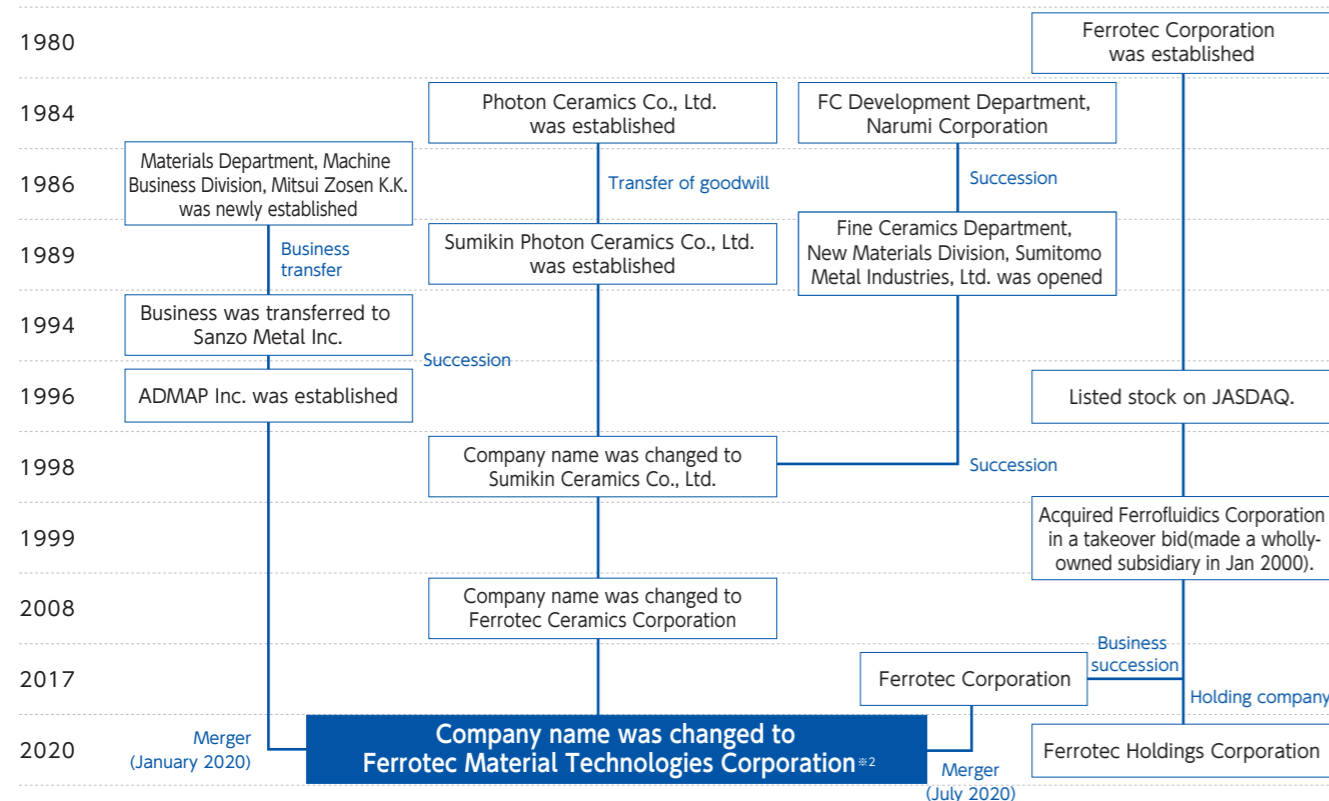 1980
Ferrotec Corporation
was established
1984
Photon Ceramics Co., Ltd.
was established
FC Development Department,
Narumi Corporation
1986
Materials Department, Machine
Business Division, Mitsui Zosen K.K.
was newly established
Transfer of goodwill
Succession
1989
Business
transfer
Sumikin Photon Ceramics Co., Ltd.
was established
Fine Ceramics Department,
New Materials Division, Sumitomo
Metal Industries, Ltd. was opened
1994
Business was transferred to
Sanzo Metal Inc.
Succession
1996
ADMAP Inc. was established
Listed stock on JASDAQ.
1998
Company name was changed to
Sumikin Ceramics Co., Ltd.
Succession
1999
Acquired Ferrofluidics Corporation
in a takeover bid(made a wholly-
owned subsidiary in Jan 2000).
2008
Company name was changed to
Ferrotec Ceramics Corporation
2017
Ferrotec Corporation
Business
succession
Holding company
2020
Merger
(January 2020)
Company name was changed to
Ferrotec Material Technologies Corporation※2
Merger
(July 2020)
Ferrotec Holdings Corporation